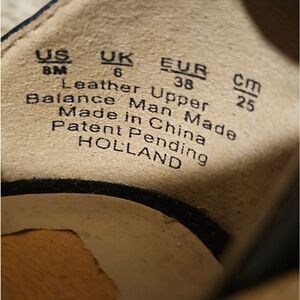 US UK EUR cm
8M 6 38 25
Leather Upper
Balance Man Made
Made in China
Patent Pending
HOLLAND